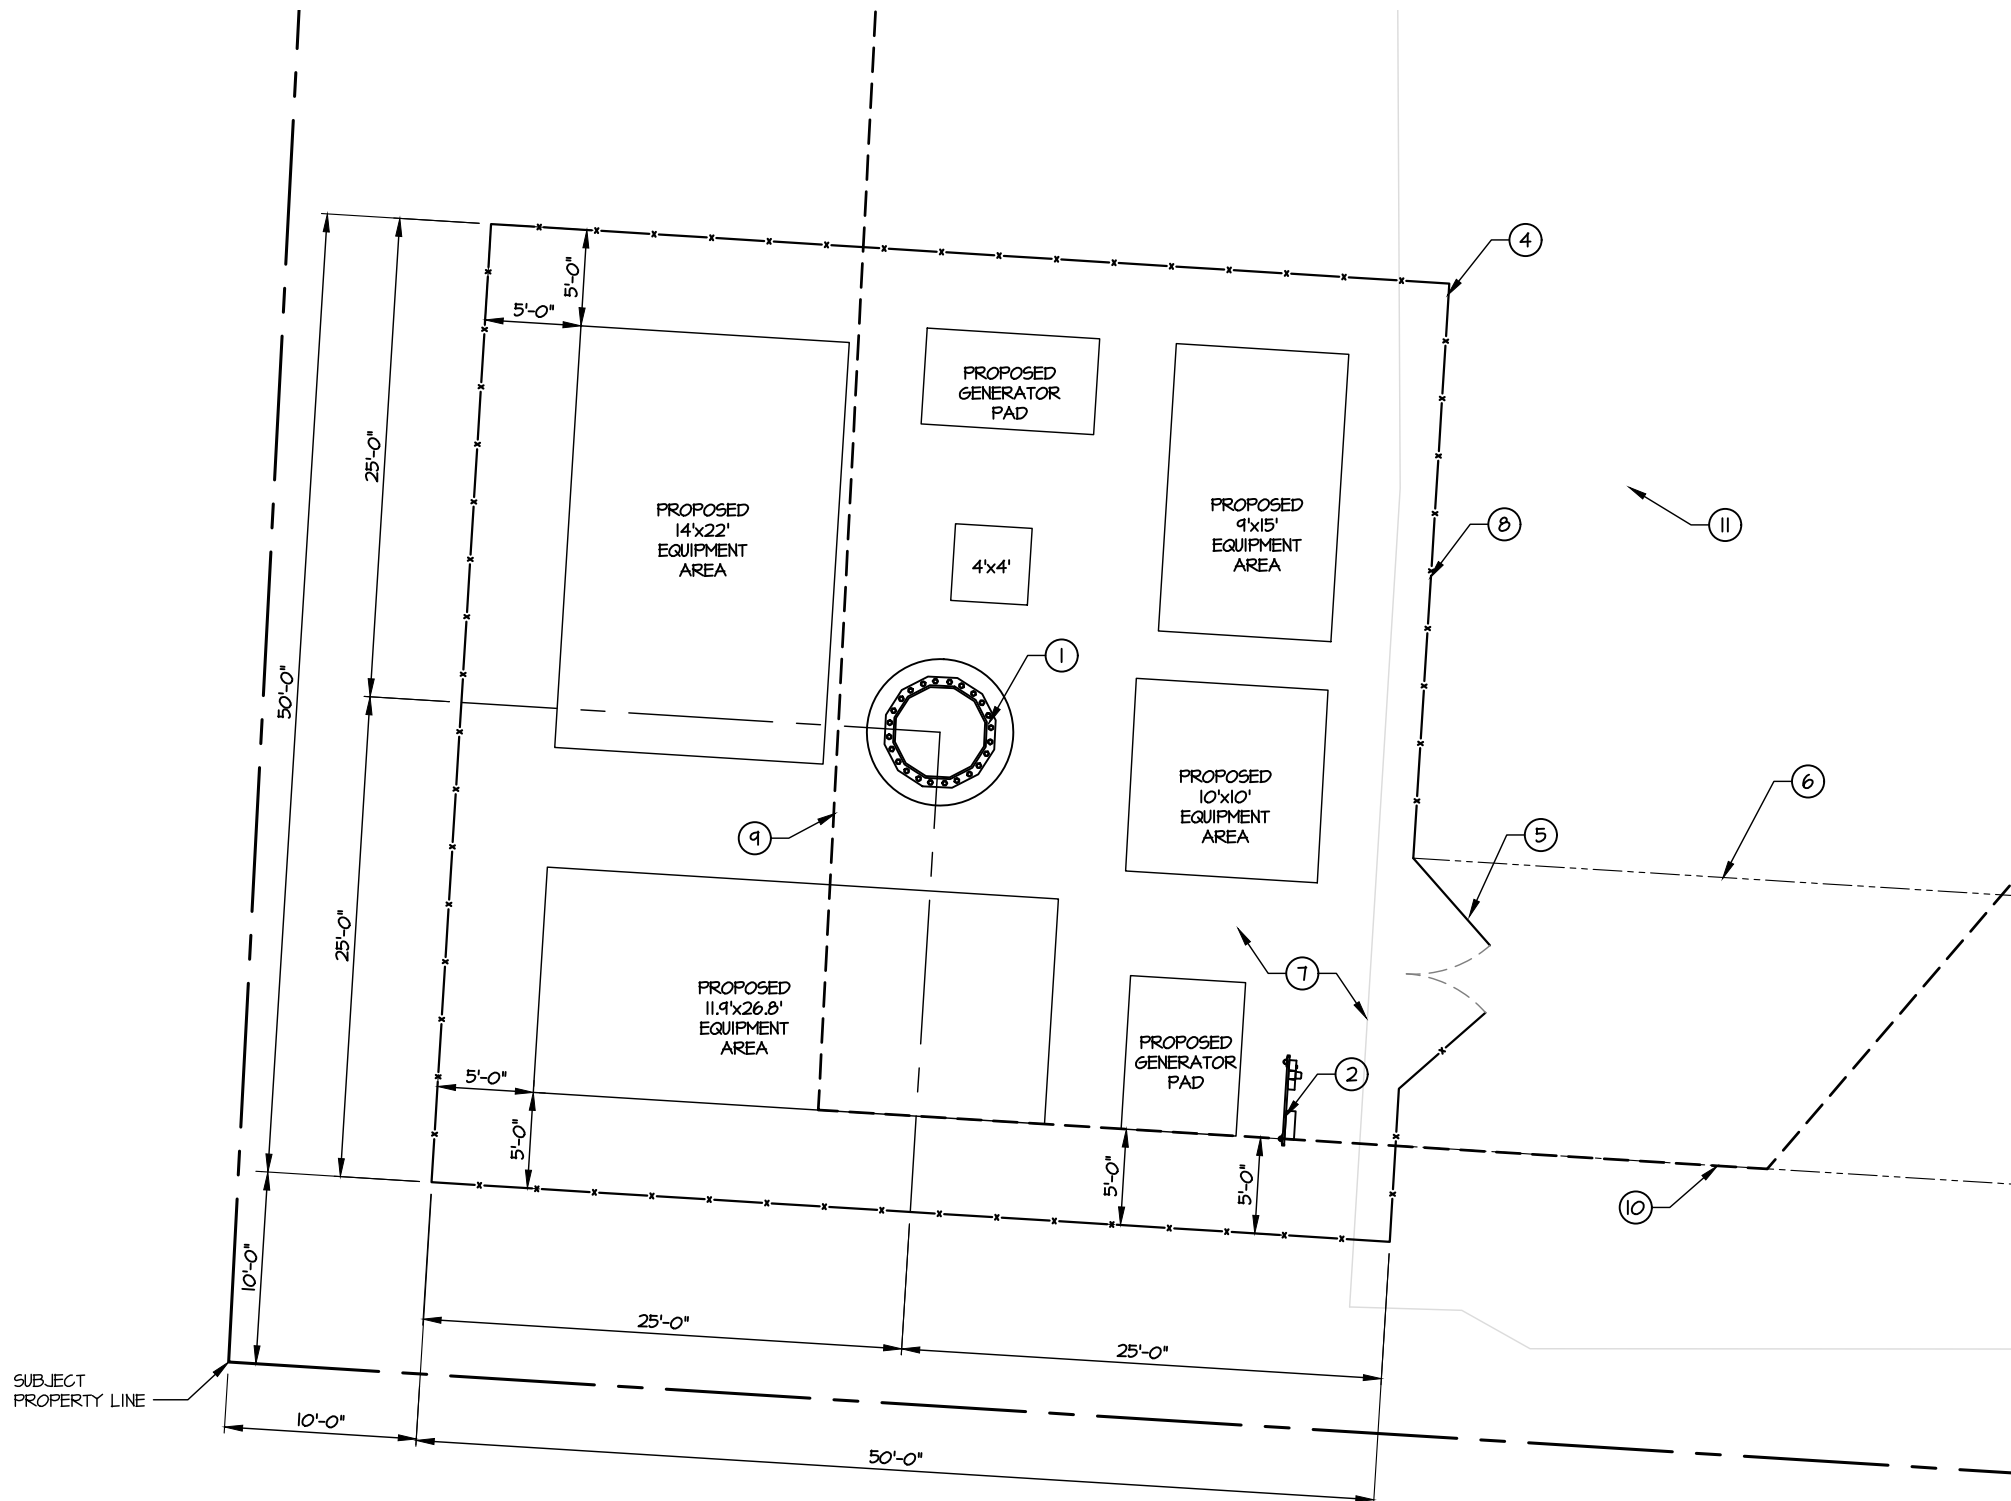 4
5'-0"
5'-0"
PROPOSED
GENERATOR
PAD
25'-0"
PROPOSED
14'x22'
EQUIPMENT
AREA
PROPOSED
9'x15'
EQUIPMENT
AREA
8
11
4'x4'
50'-0"
1
PROPOSED
10'x10'
EQUIPMENT
AREA
6
9
5
25'-0"
7
PROPOSED
11.9'x26.8'
EQUIPMENT
AREA
PROPOSED
GENERATOR
PAD
2
5'-0"
5'-0"
5'-0"
5'-0"
10
10'-0"
25'-0"
25'-0"
SUBJECT
PROPERTY LINE
10'-0"
50'-0"